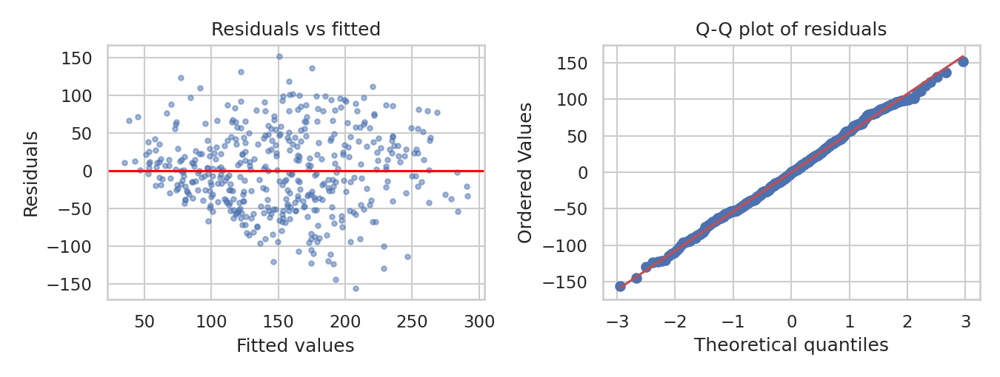 Residuals vs fitted
150
100
50
0
−50
−100
−150
Residuals
50 100 150 200 250 300
Fitted values
Q-Q plot of residuals
150
100
50
0
−50
−100
−150
Ordered Values
−3 −2 −1 0 1 2 3
Theoretical quantiles